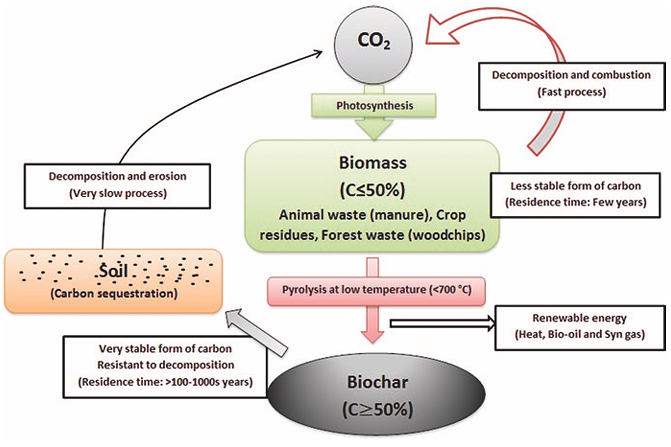 CO2
Decomposition and combustion
(Fast process)
Photosynthesis
Biomass
(C≤50%)
Animal waste (manure), Crop
residues, Forest waste (woodchips)
Less stable form of carbon
(Residence time: Few years)
Decomposition and erosion
(Very slow process)
Soil
(Carbon sequestration)
Pyrolysis at low temperature (<700 °C)
Renewable energy
(Heat, Bio-oil and Syn gas)
Very stable form of carbon
Resistant to decomposition
(Residence time: >100-1000s years)
Biochar
(C≥50%)